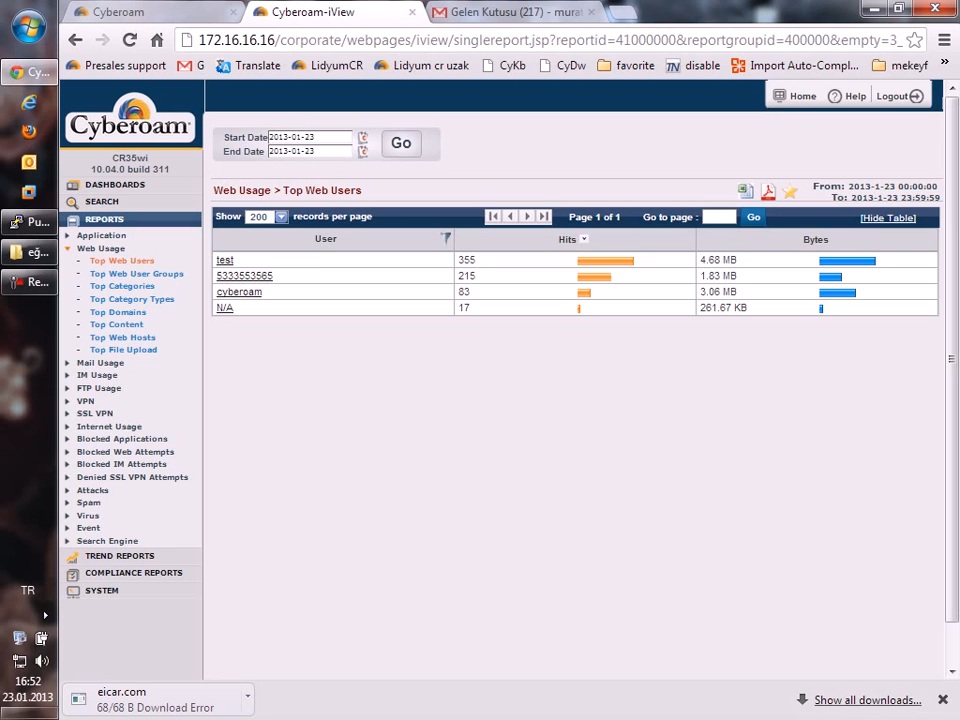 Cyberoam
Cyberoam-iView
Gelen Kutusu (217) - mura
172.16.16.16/corporate/webpages/iview/singlereport.jsp?reportid=41000000&reportgroupid=400000&empty=3_
Presales support
G
Translate
LidyumCR
Lidyum cr uzak
CyKb
CyDw
favorite
disable
Import Auto-Compl...
mekeyf
»
Cy...
Pu...
eğ...
Re...
TR
16:52
23.01.2013
Cyberoam
CR35wi
10.04.0 build 311
Home
Help
Logout
DASHBOARDS
SEARCH
REPORTS
Application
Web Usage
- Top Web Users
- Top Web User Groups
- Top Categories
- Top Category Types
- Top Domains
- Top Content
- Top Web Hosts
- Top File Upload
Mail Usage
IM Usage
FTP Usage
VPN
SSL VPN
Internet Usage
Blocked Applications
Blocked Web Attempts
Blocked IM Attempts
Denied SSL VPN Attempts
Attacks
Spam
Virus
Event
Search Engine
TREND REPORTS
COMPLIANCE REPORTS
SYSTEM
Start Date 2013-01-23
End Date 2013-01-23
Go
Web Usage > Top Web Users
From: 2013-1-23 00:00:00
To: 2013-1-23 23:59:59
Show 200 records per page
Page 1 of 1
Go to page :
Go
[Hide Table]
User Hits Bytes
test 355 4.68 MB
5333553565 215 1.83 MB
cyberoam 83 3.06 MB
N/A 17 261.67 KB
eicar.com
68/68 B Download Error
Show all downloads...